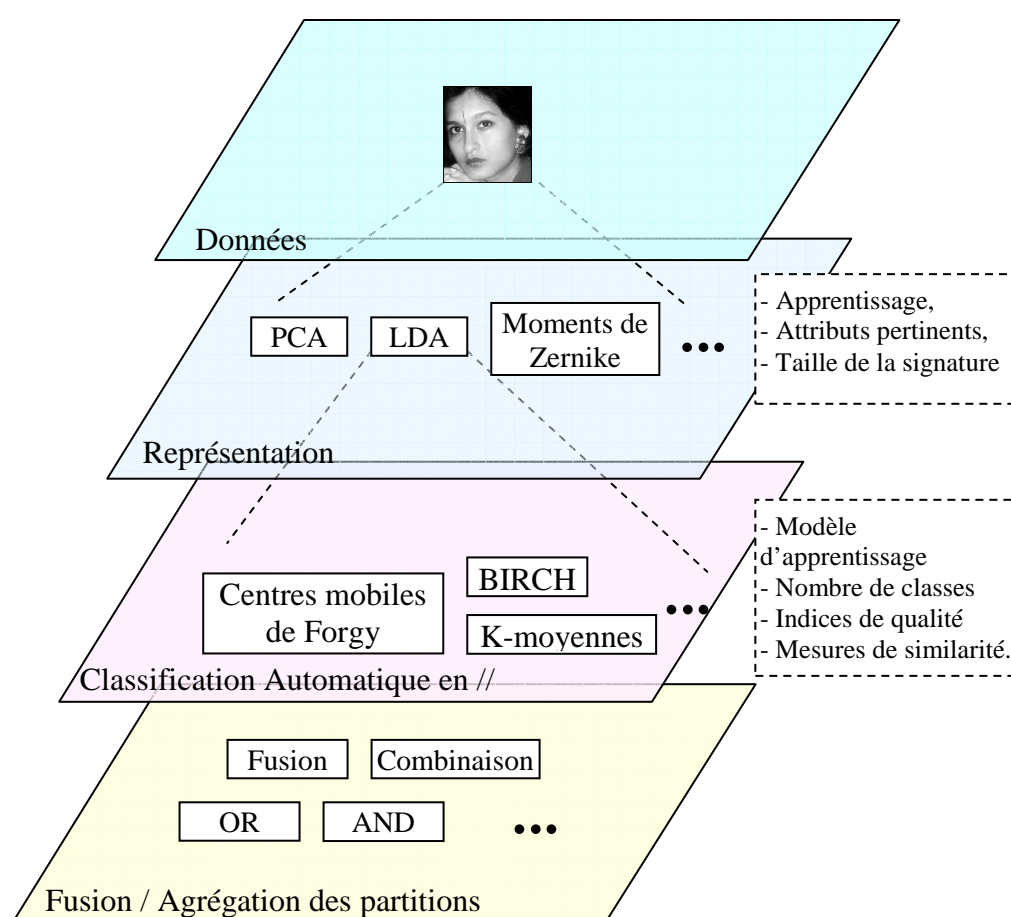 Données
PCA
LDA
Moments de
Zernike
•••
- Apprentissage,
- Attributs pertinents,
- Taille de la signature
Représentation
Centres mobiles
de Forgy
BIRCH
K-moyennes
•••
- Modèle
d’apprentissage
- Nombre de classes
- Indices de qualité
- Mesures de similarité.
Classification Automatique en //
Fusion
Combinaison
OR
AND
•••
Fusion / Agrégation des partitions